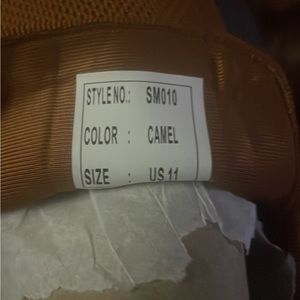 STYLE NO.: SM010
COLOR : CAMEL
SIZE : US 11